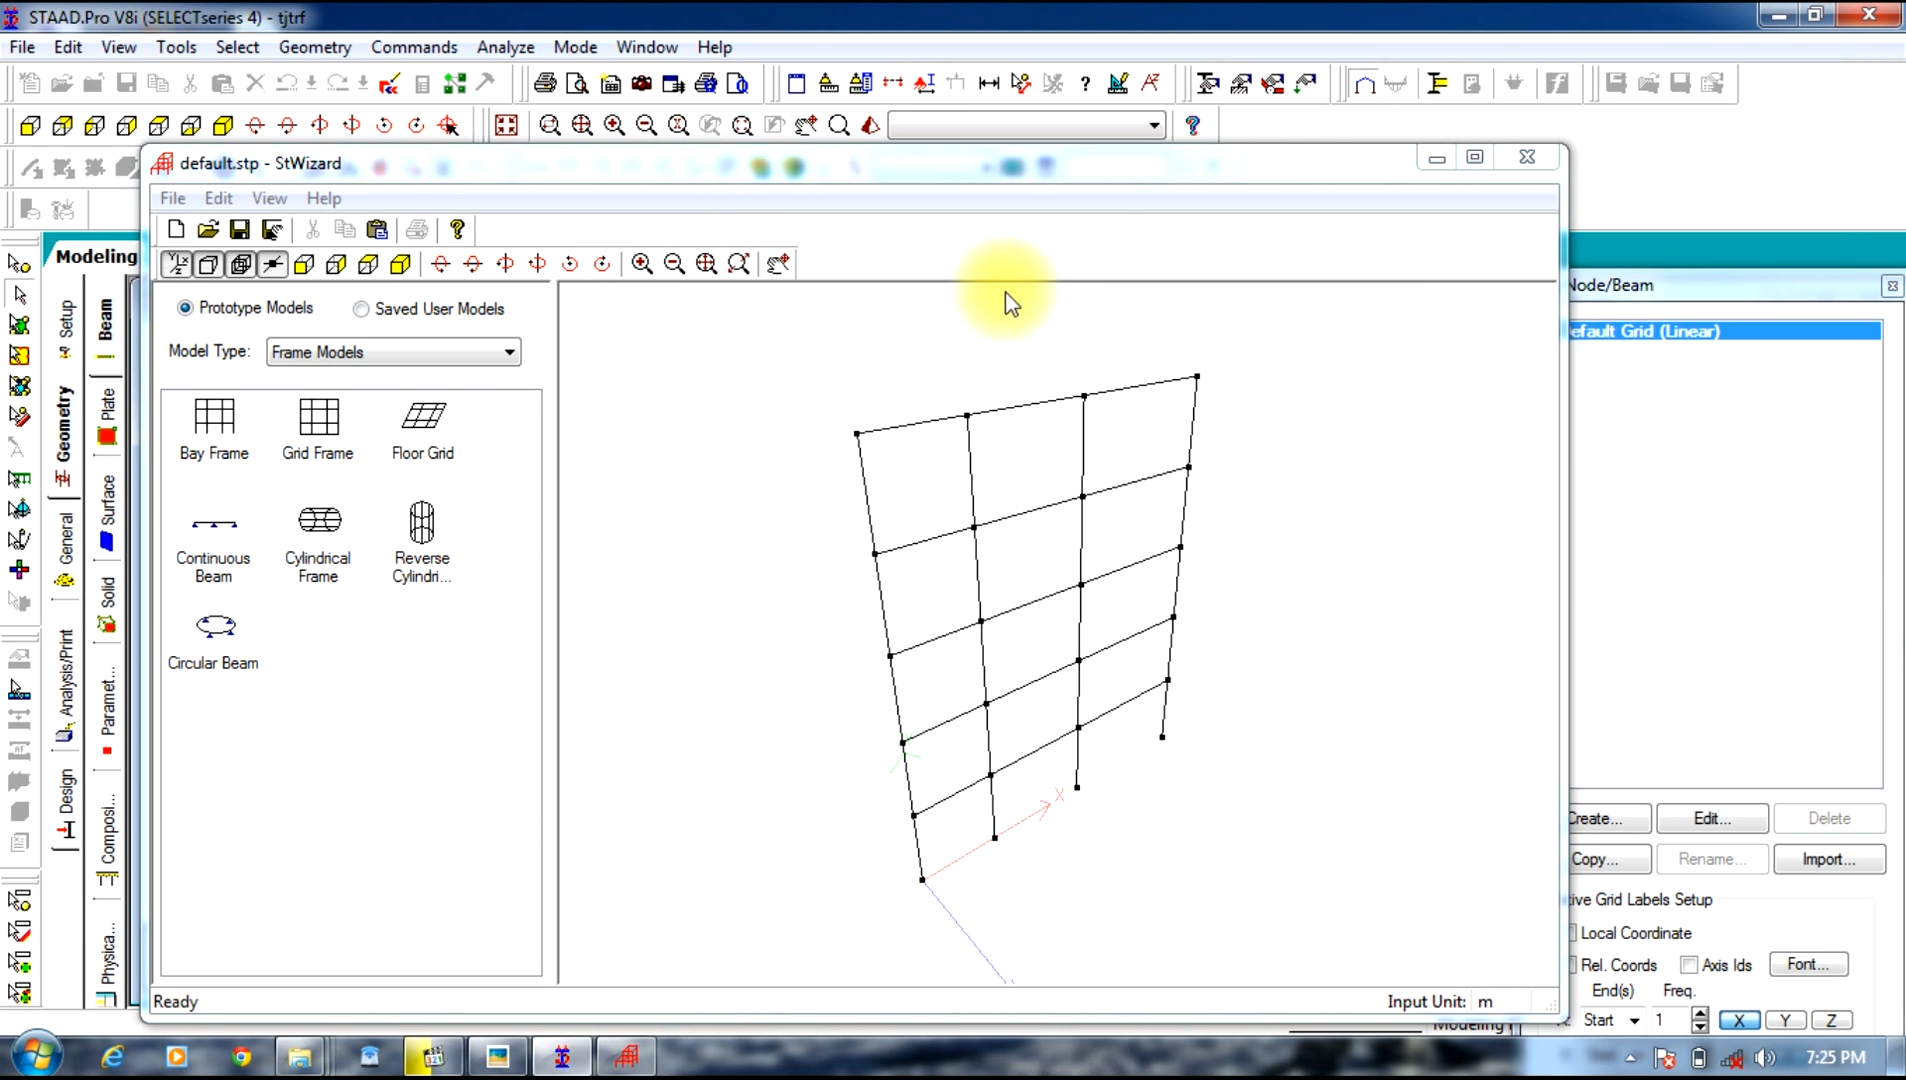 STAAD.Pro V8i (SELECTseries 4) - tjtrf
File Edit View Tools Select Geometry Commands Analyze Mode Window Help
default.stp - StWizard
File Edit View Help
Modeling
Prototype Models Saved User Models
Model Type: Frame Models
Bay Frame Grid Frame Floor Grid
Continuous Beam Cylindrical Frame Reverse Cylindri...
Circular Beam
X
Ready
Input Unit: m
Setup
Geometry
General
Analysis/Print
Design
Beam
Plate
Surface
Solid
Paramet...
Composi...
Physica...
Node/Beam
efault Grid (Linear)
Create... Edit... Delete
Copy... Rename... Import...
tive Grid Labels Setup
Local Coordinate
Rel. Coords Axis Ids Font...
End(s) Freq.
Start 1 X Y Z
Modeling
7:25 PM